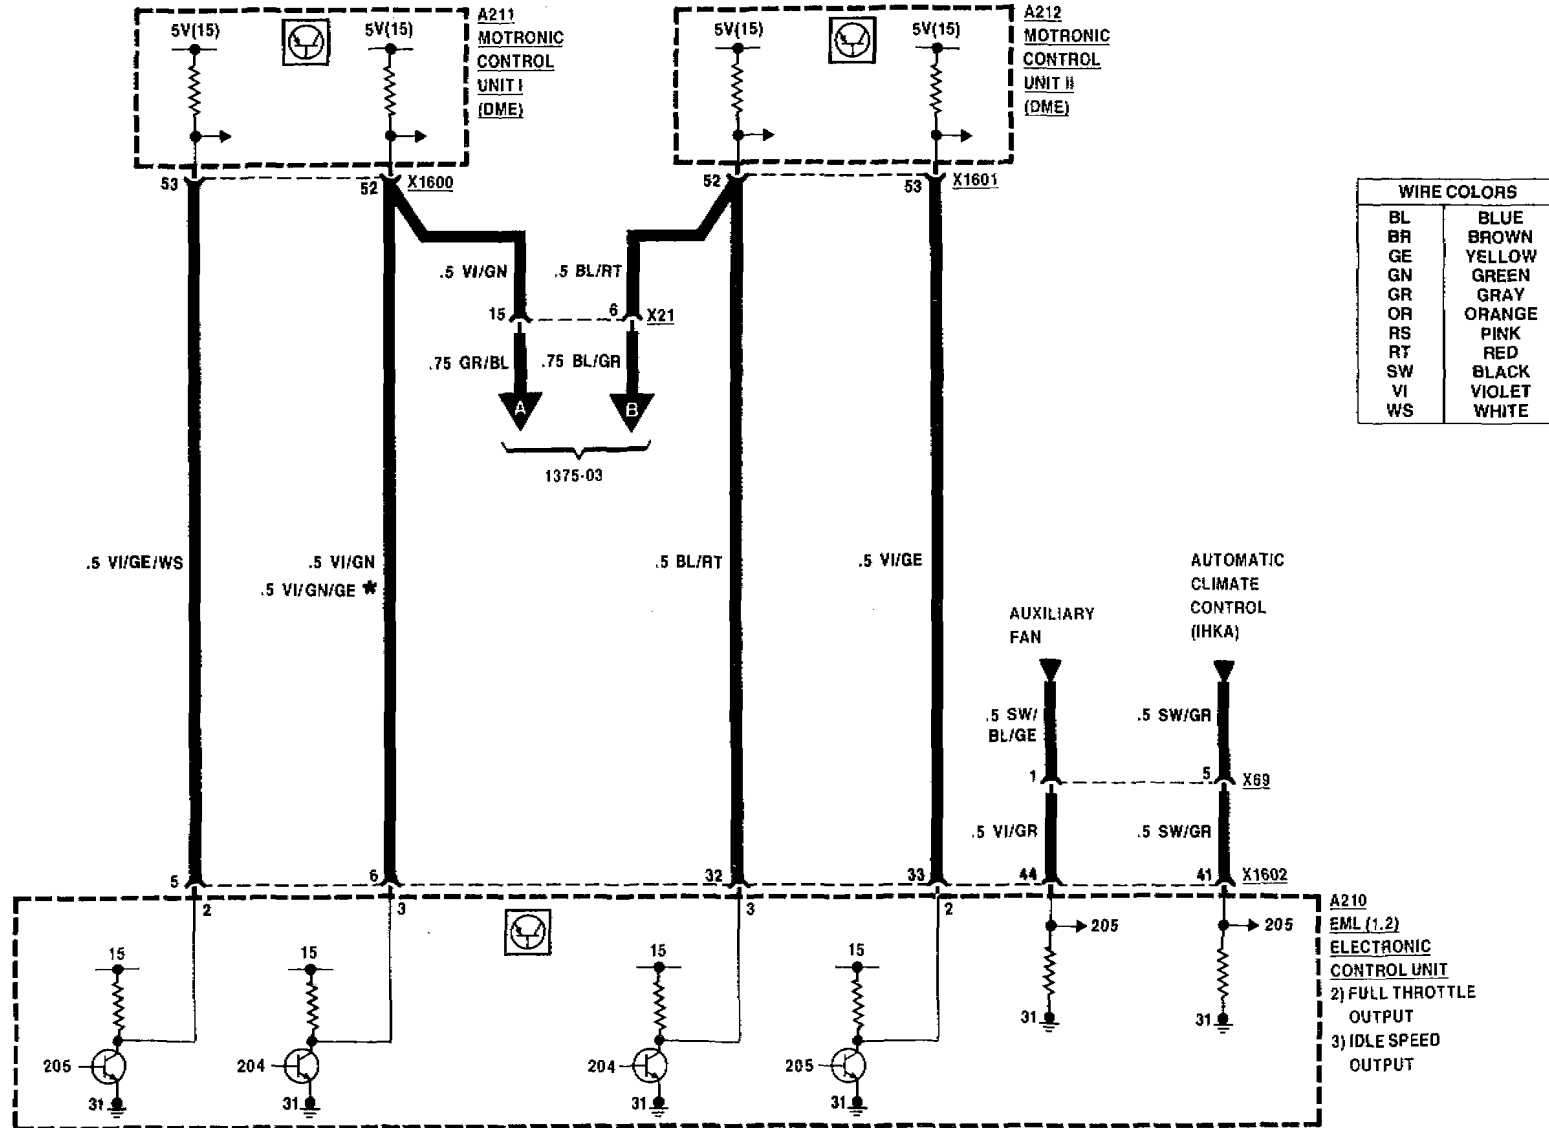 5V(15)
5V(15)
A211
MOTRONIC
CONTROL
UNIT I
(DME)
5V(15)
5V(15)
A212
MOTRONIC
CONTROL
UNIT II
(DME)
53
52
X1600
52
53
X1601
WIRE COLORS
BL BLUE
BR BROWN
GE YELLOW
GN GREEN
GR GRAY
OR ORANGE
RS PINK
RT RED
SW BLACK
VI VIOLET
WS WHITE
.5 VI/GN
.5 BL/RT
15
6
X21
.75 GR/BL
.75 BL/GR
A
B
1375-03
.5 VI/GE/WS
.5 VI/GN
.5 VI/GN/GE *
.5 BL/RT
.5 VI/GE
AUXILIARY
FAN
AUTOMATIC
CLIMATE
CONTROL
(IHKA)
.5 SW/
BL/GE
.5 SW/GR
1
5
X69
.5 VI/GR
.5 SW/GR
5
6
32
33
44
41
X1602
2
3
3
2
205
205
A210
EML (1.2)
ELECTRONIC
CONTROL UNIT
2) FULL THROTTLE
OUTPUT
3) IDLE SPEED
OUTPUT
15
15
15
15
31
31
205
204
204
205
31
31
31
31